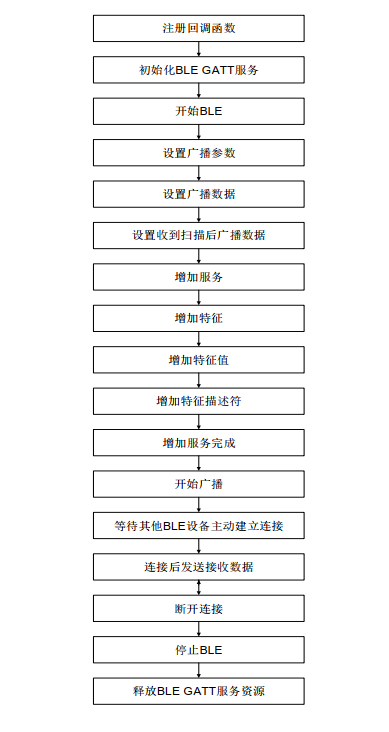 注册回调函数
初始化BLE GATT服务
开始BLE
设置广播参数
设置广播数据
设置收到扫描后广播数据
增加服务
增加特征
增加特征值
增加特征描述符
增加服务完成
开始广播
等待其他BLE设备主动建立连接
连接后发送接收数据
断开连接
停止BLE
释放BLE GATT服务资源